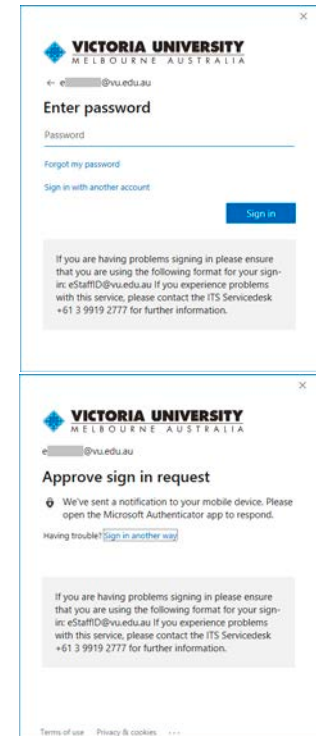 ×
VICTORIA UNIVERSITY
MELBOURNE AUSTRALIA
← e @vu.edu.au
Enter password
Password
Forgot my password
Sign in with another account
Sign in
If you are having problems signing in please ensure
that you are using the following format for your sign-
in: eStaffID@vu.edu.au If you experience problems
with this service, please contact the ITS Servicedesk
+61 3 9919 2777 for further information.
×
VICTORIA UNIVERSITY
MELBOURNE AUSTRALIA
e @vu.edu.au
Approve sign in request
We've sent a notification to your mobile device. Please
open the Microsoft Authenticator app to respond.
Having trouble? Sign in another way
If you are having problems signing in please ensure
that you are using the following format for your sign-
in: eStaffID@vu.edu.au If you experience problems
with this service, please contact the ITS Servicedesk
+61 3 9919 2777 for further information.
Terms of use Privacy & cookies ...